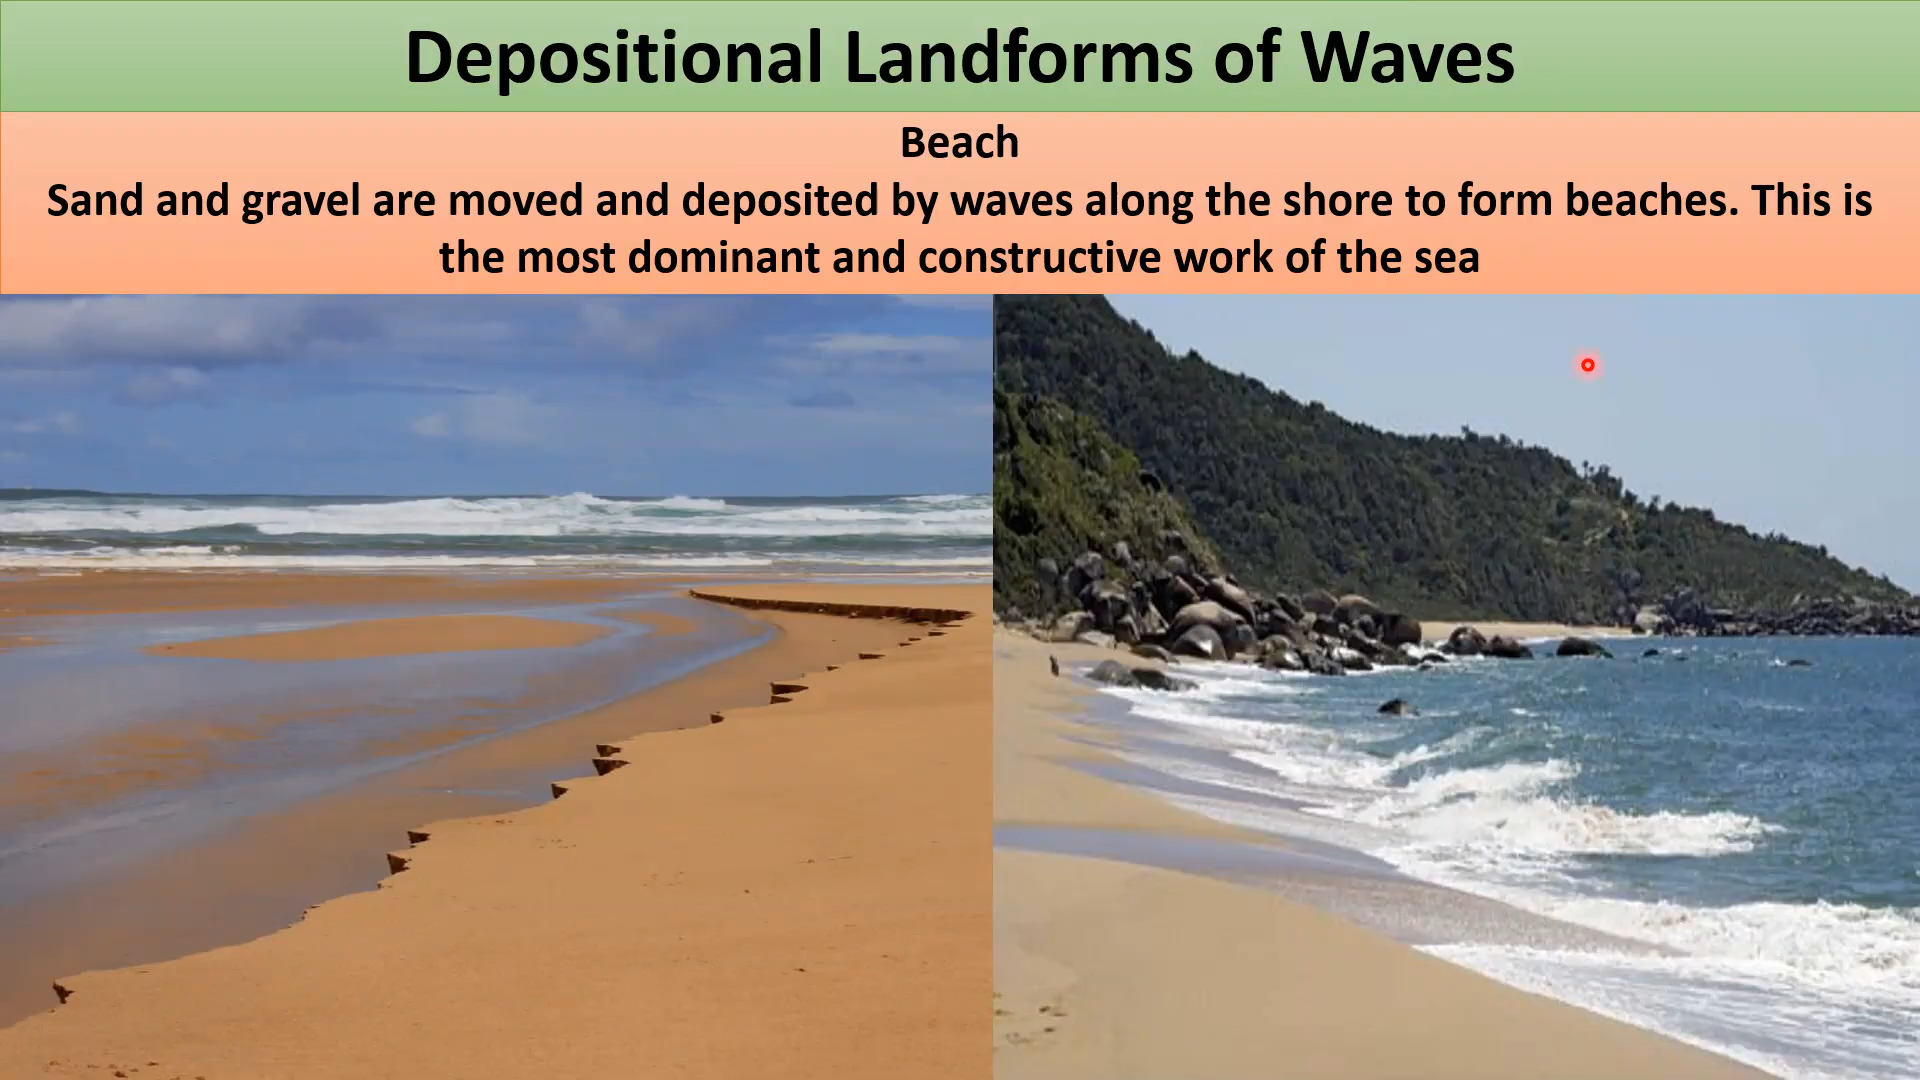 Depositional Landforms of Waves
Beach
Sand and gravel are moved and deposited by waves along the shore to form beaches. This is
the most dominant and constructive work of the sea